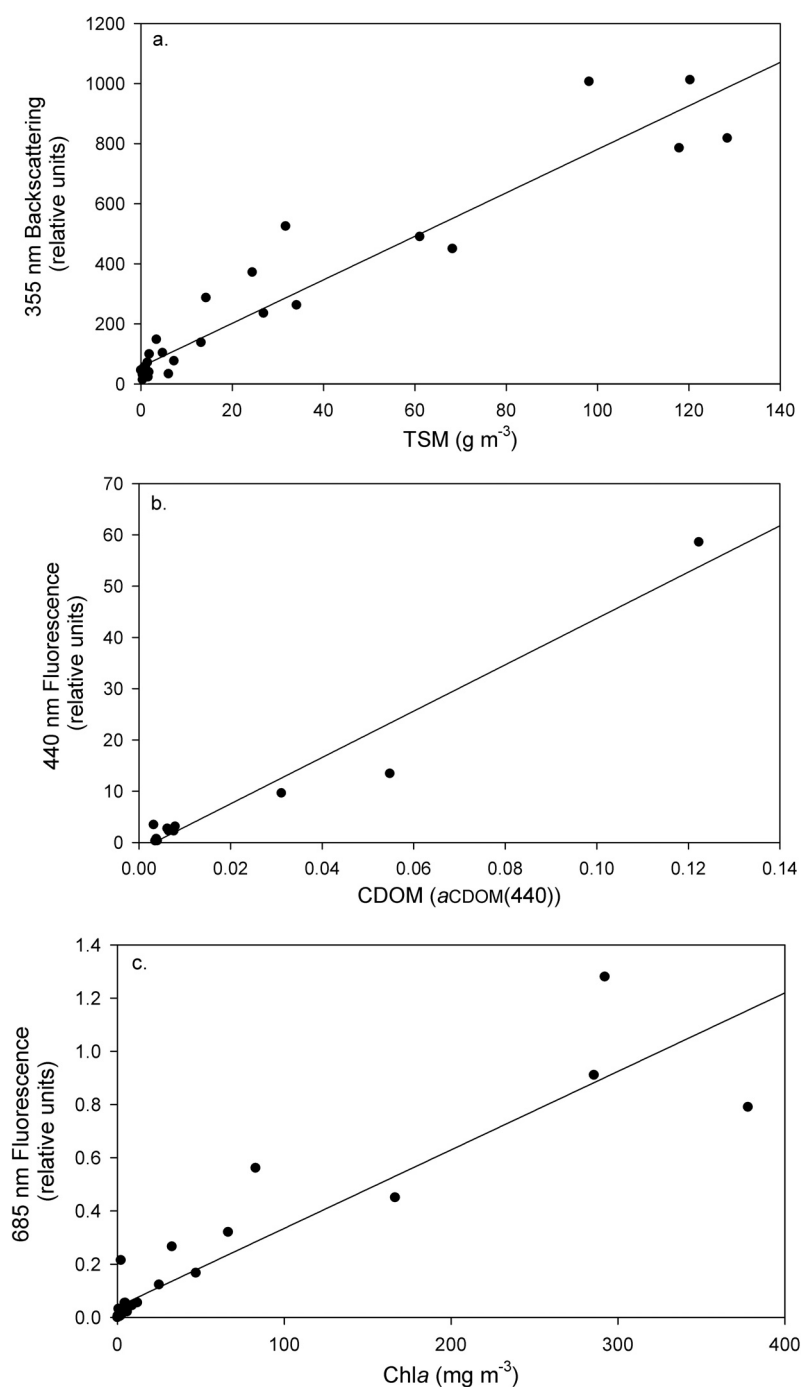 a.
1200
1000
800
600
400
200
0
355 nm Backscattering
(relative units)
0 20 40 60 80 100 120 140
TSM (g m-3)
b.
70
60
50
40
30
20
10
0
440 nm Fluorescence
(relative units)
0.00 0.02 0.04 0.06 0.08 0.10 0.12 0.14
CDOM (aCDOM(440))
c.
1.4
1.2
1.0
0.8
0.6
0.4
0.2
0.0
685 nm Fluorescence
(relative units)
0 100 200 300 400
Chla (mg m-3)